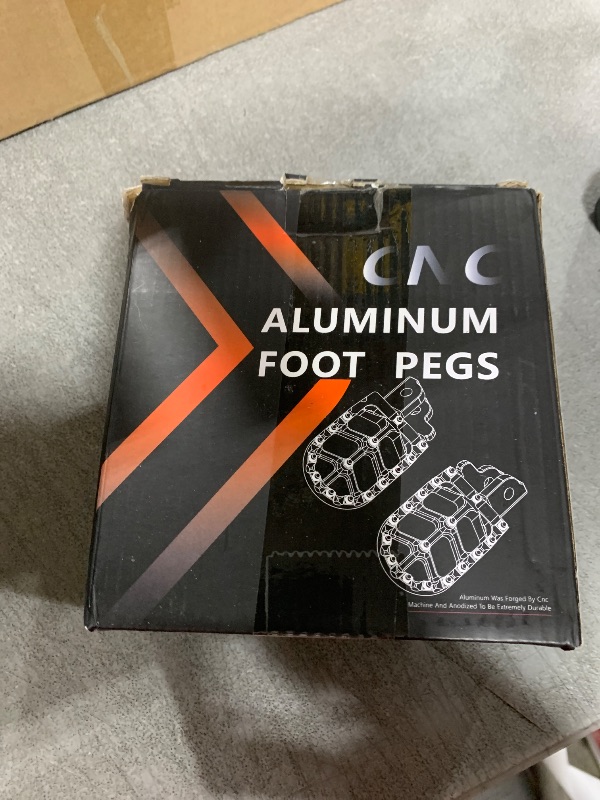 CNC
ALUMINUM
FOOT PEGS
Aluminum Was Forged By Cnc
Machine And Anodized To Be Extremely Durable